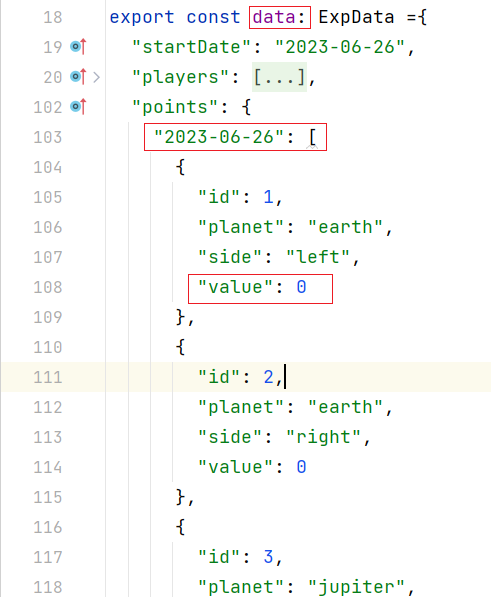 18 export const data: ExpData ={
19 "startDate": "2023-06-26",
20 "players": [...],
102 "points": {
103 "2023-06-26": [
104 {
105 "id": 1,
106 "planet": "earth",
107 "side": "left",
108 "value": 0
109 },
110 {
111 "id": 2,
112 "planet": "earth",
113 "side": "right",
114 "value": 0
115 },
116 {
117 "id": 3,
118 "planet": "jupiter",